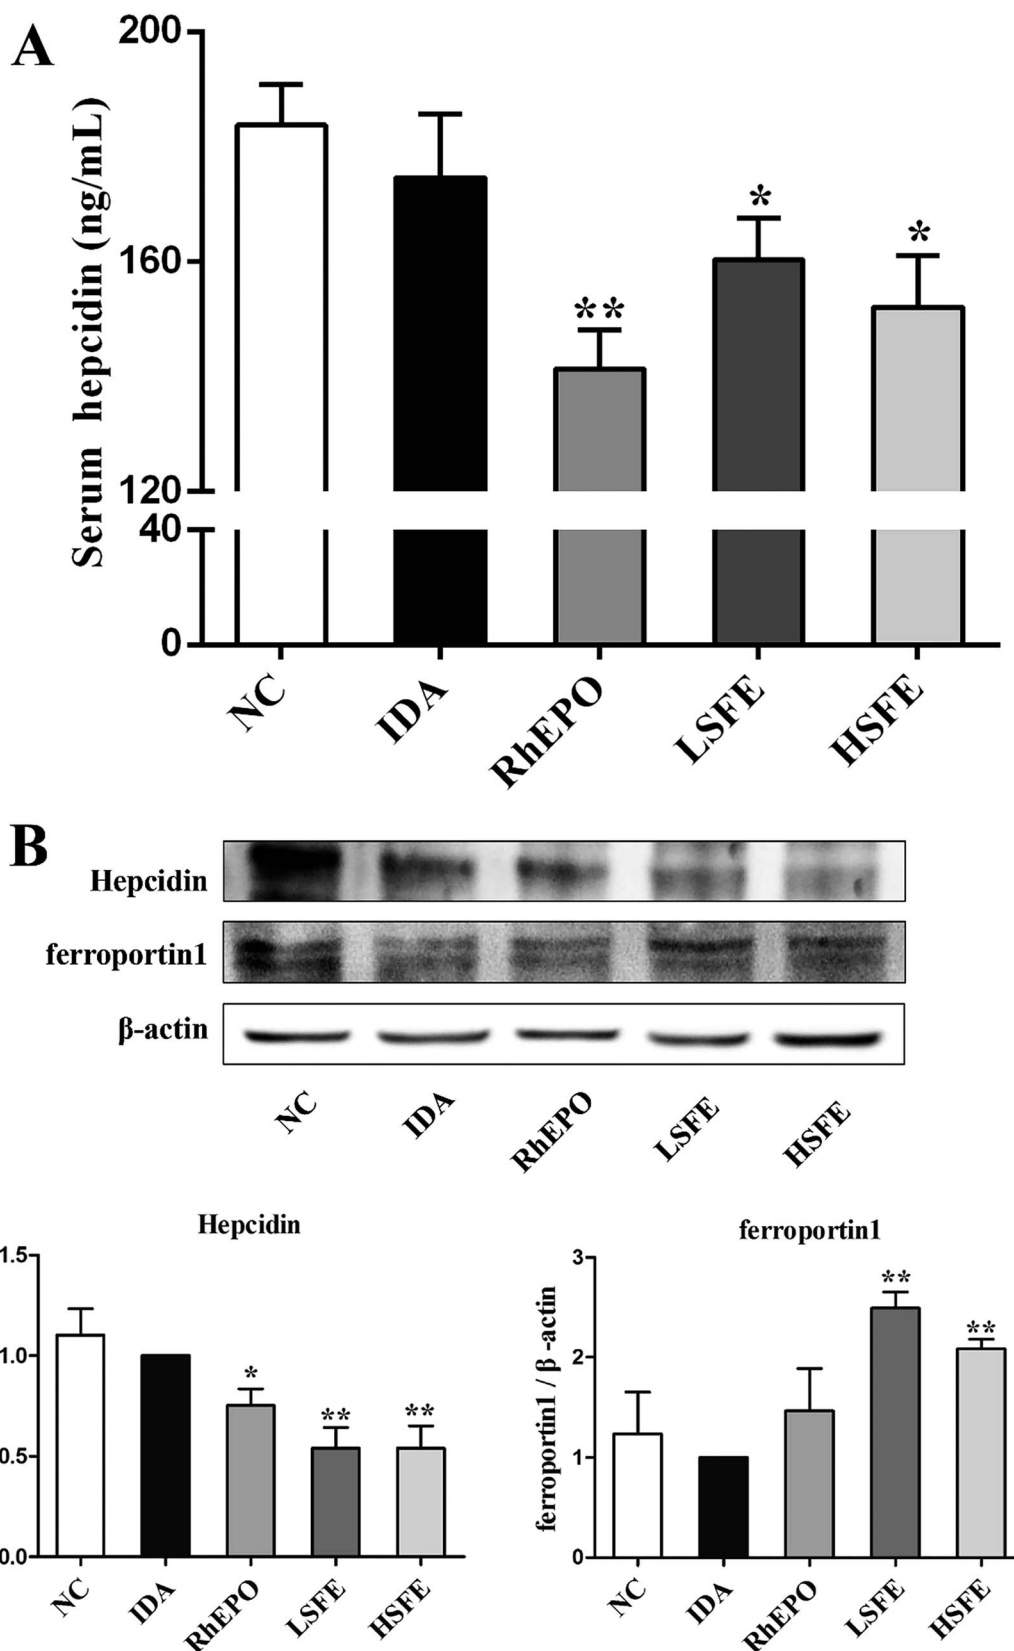 A
200
160
120
40
0
Serum hepcidin (ng/mL)
**
*
*
NC
IDA
RhEPO
LSFE
HSFE
B
Hepcidin
ferroportin1
β-actin
NC
IDA
RhEPO
LSFE
HSFE
Hepcidin
1.5
1.0
0.5
0.0
*
**
**
NC
IDA
RhEPO
LSFE
HSFE
ferroportin1
ferroportin1 / β -actin
3
2
1
0
**
**
NC
IDA
RhEPO
LSFE
HSFE